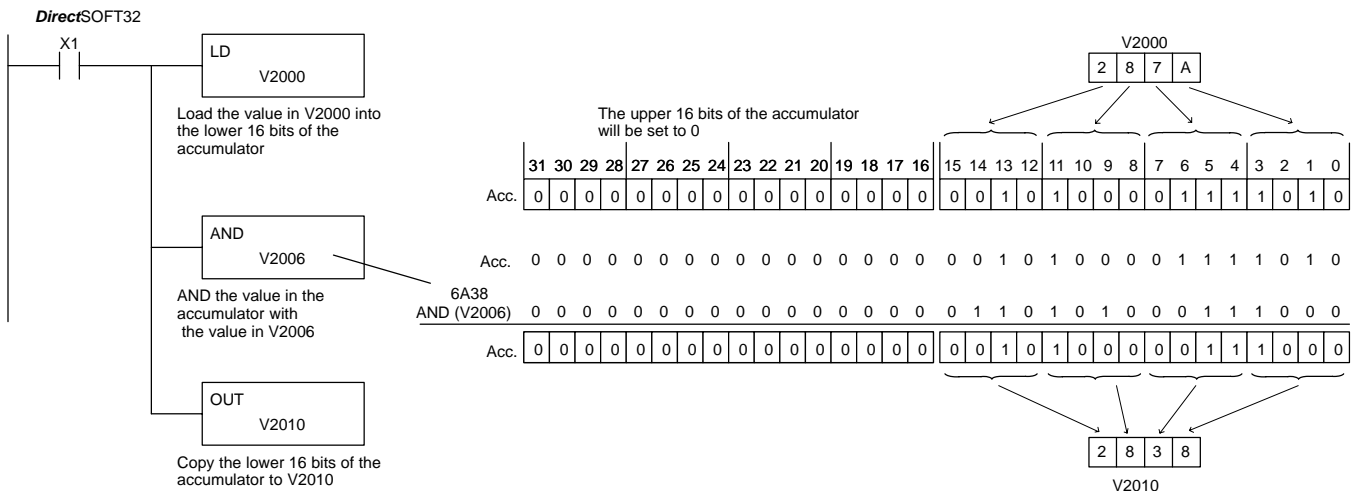 DirectSOFT32
X1
LD
V2000
Load the value in V2000 into
the lower 16 bits of the
accumulator
AND
V2006
AND the value in the
accumulator with
the value in V2006
OUT
V2010
Copy the lower 16 bits of the
accumulator to V2010
V2000
2 8 7 A
The upper 16 bits of the accumulator
will be set to 0
31 30 29 28 27 26 25 24 23 22 21 20 19 18 17 16 15 14 13 12 11 10 9 8 7 6 5 4 3 2 1 0
Acc. 0 0 0 0 0 0 0 0 0 0 0 0 0 0 0 0 0 0 1 0 1 0 0 0 0 1 1 1 1 0 1 0
Acc. 0 0 0 0 0 0 0 0 0 0 0 0 0 0 0 0 0 0 1 0 1 0 0 0 0 1 1 1 1 0 1 0
6A38
AND (V2006) 0 0 0 0 0 0 0 0 0 0 0 0 0 0 0 0 0 1 1 0 1 0 1 0 0 0 1 1 1 0 0 0
Acc. 0 0 0 0 0 0 0 0 0 0 0 0 0 0 0 0 0 0 1 0 1 0 0 0 0 0 1 1 1 0 0 0
2 8 3 8
V2010